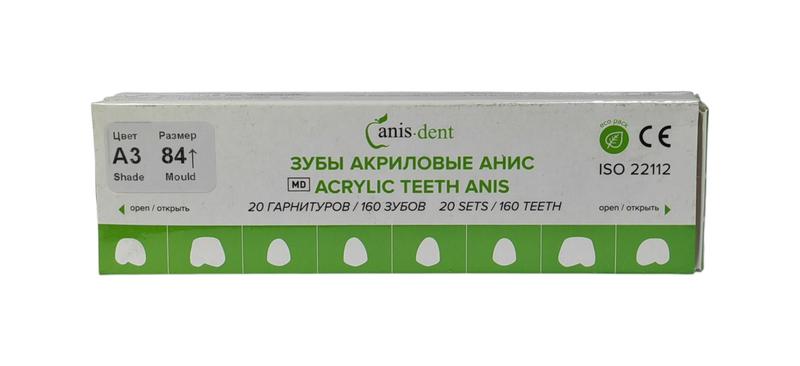 Цвет Размер
A3 84↑
Shade Mould
anis·dent
ЗУБЫ АКРИЛОВЫЕ АНИС
MD ACRYLIC TEETH ANIS
20 ГАРНИТУРОВ / 160 ЗУБОВ 20 SETS / 160 TEETH
open / открыть
eco pack
CE
ISO 22112
open / открыть